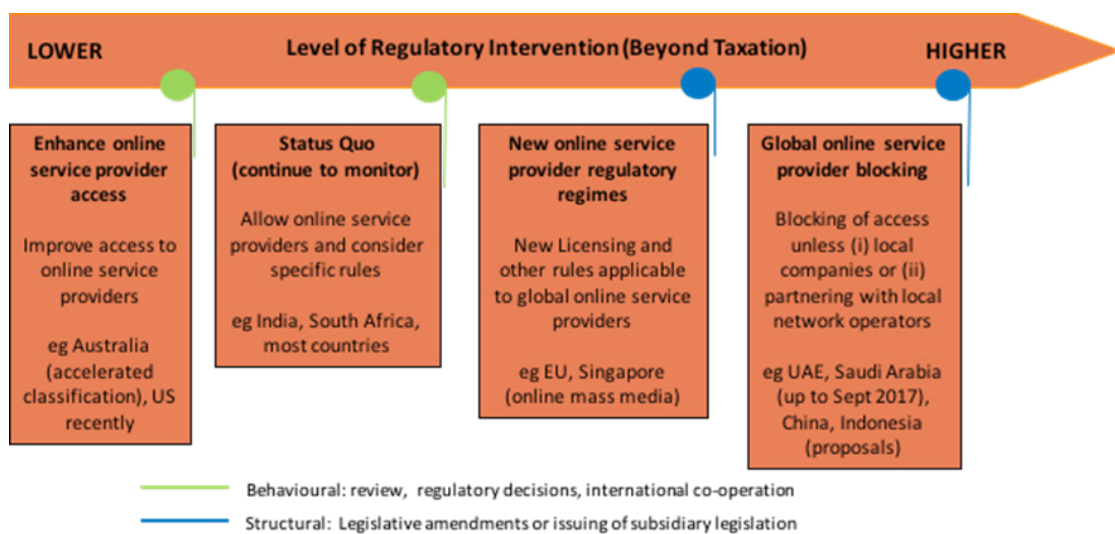 LOWER
Level of Regulatory Intervention (Beyond Taxation)
HIGHER
Enhance online
service provider
access
Improve access to
online service
providers
eg Australia
(accelerated
classification), US
recently
Status Quo
(continue to monitor)
Allow online service
providers and consider
specific rules
eg India, South Africa,
most countries
New online service
provider regulatory
regimes
New Licensing and
other rules applicable
to global online service
providers
eg EU, Singapore
(online mass media)
Global online service
provider blocking
Blocking of access
unless (i) local
companies or (ii)
partnering with local
network operators
eg UAE, Saudi Arabia
(up to Sept 2017),
China, Indonesia
(proposals)
Behavioural: review, regulatory decisions, international co-operation
Structural: Legislative amendments or issuing of subsidiary legislation